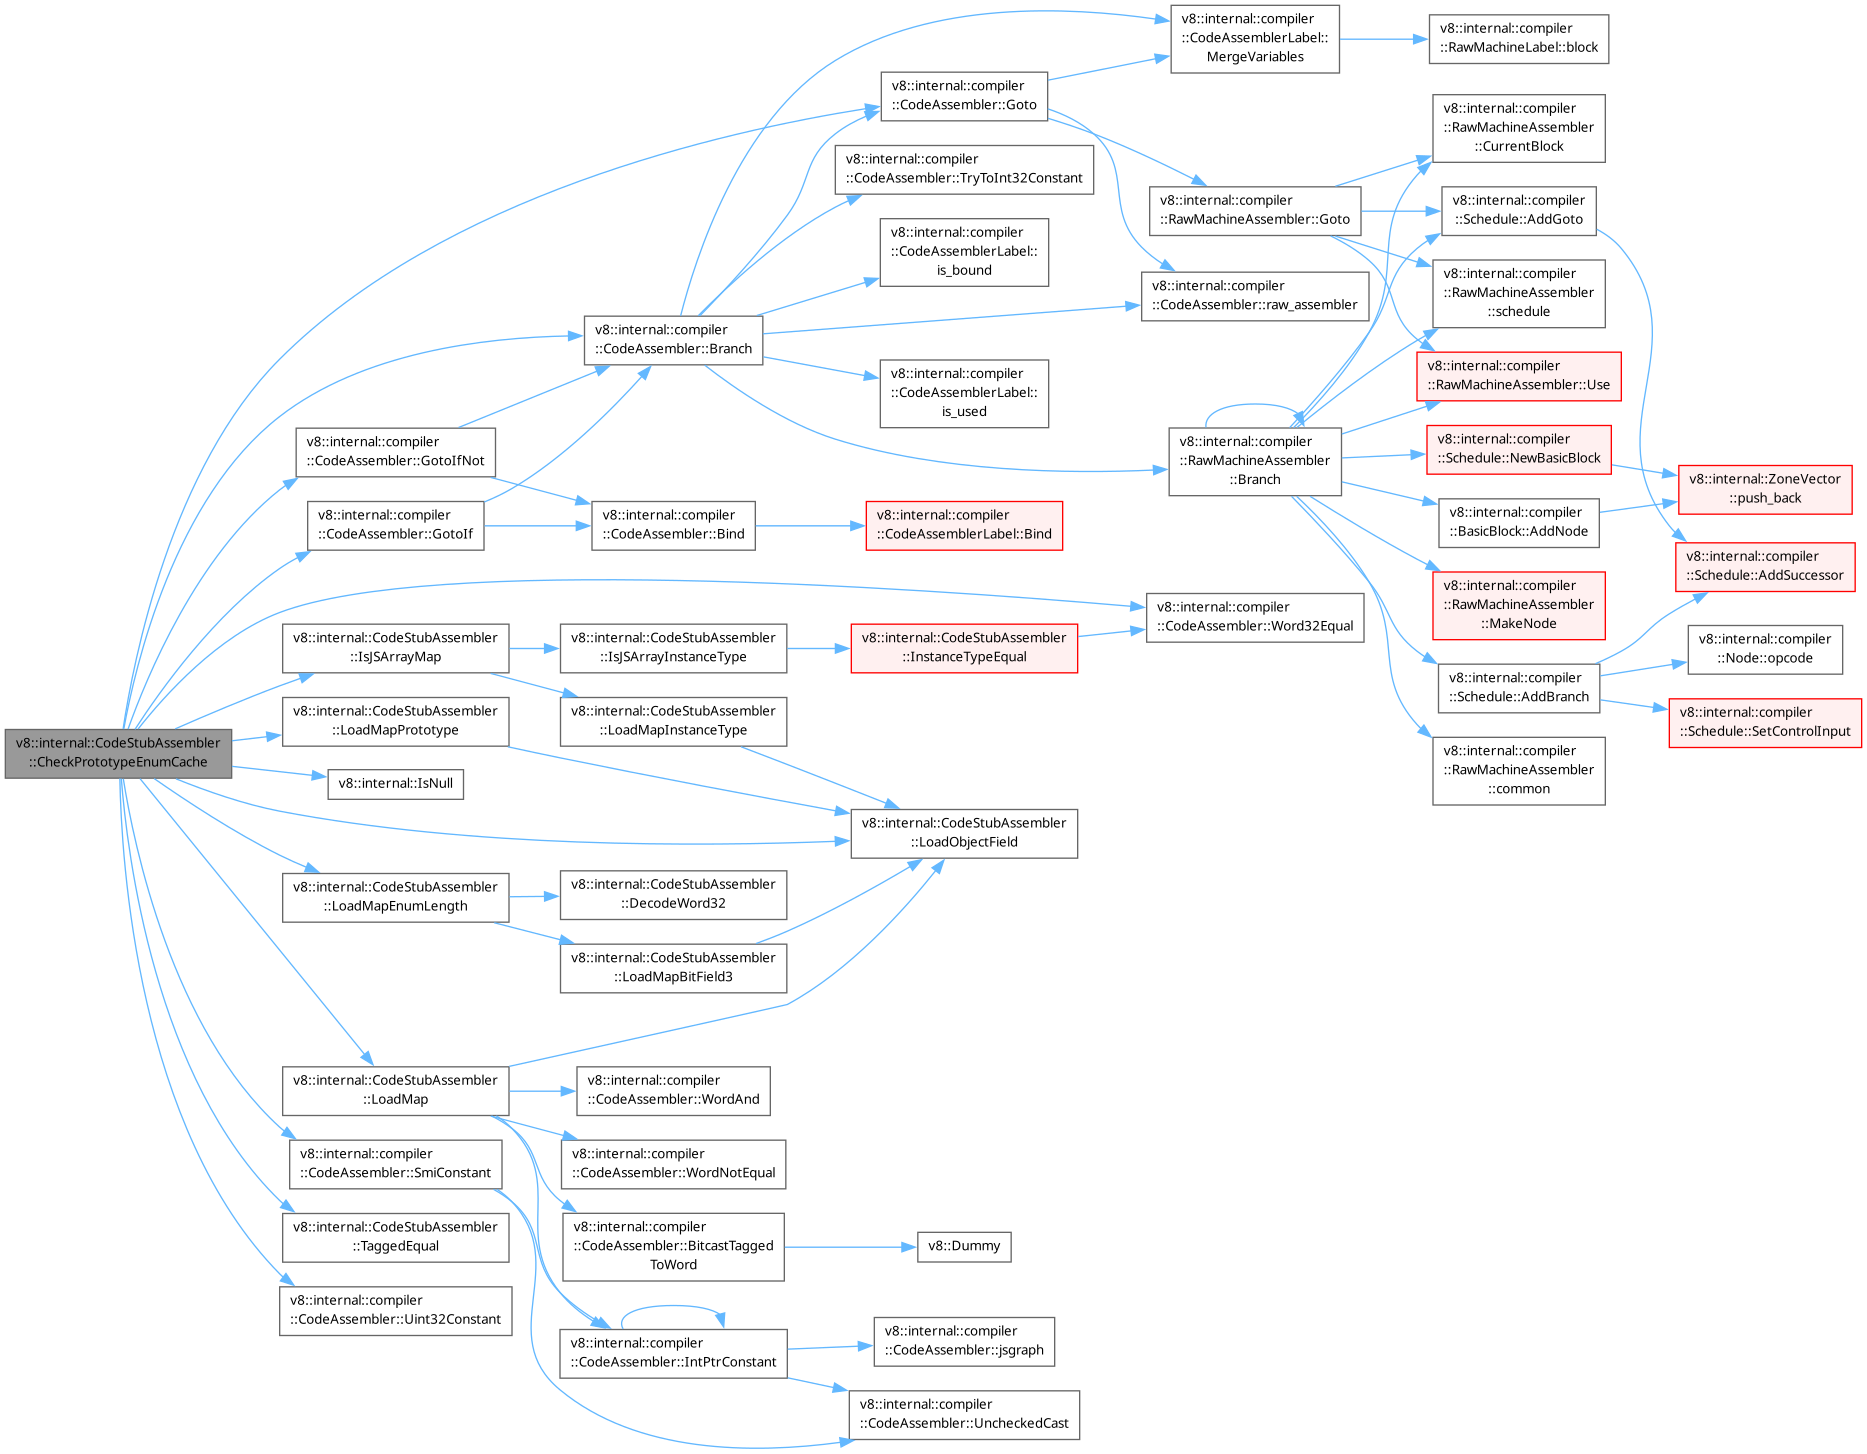 v8::internal::CodeStubAssembler
::CheckPrototypeEnumCache
v8::internal::compiler
::CodeAssembler::GotoIfNot
v8::internal::compiler
::CodeAssembler::GotoIf
v8::internal::CodeStubAssembler
::IsJSArrayMap
v8::internal::CodeStubAssembler
::LoadMapPrototype
v8::internal::IsNull
v8::internal::CodeStubAssembler
::LoadMapEnumLength
v8::internal::CodeStubAssembler
::LoadMap
v8::internal::compiler
::CodeAssembler::SmiConstant
v8::internal::CodeStubAssembler
::TaggedEqual
v8::internal::compiler
::CodeAssembler::Uint32Constant
v8::internal::compiler
::CodeAssembler::Branch
v8::internal::compiler
::CodeAssembler::Bind
v8::internal::CodeStubAssembler
::IsJSArrayInstanceType
v8::internal::CodeStubAssembler
::LoadMapInstanceType
v8::internal::CodeStubAssembler
::DecodeWord32
v8::internal::CodeStubAssembler
::LoadMapBitField3
v8::internal::compiler
::CodeAssembler::WordAnd
v8::internal::compiler
::CodeAssembler::WordNotEqual
v8::internal::compiler
::CodeAssembler::BitcastTagged
ToWord
v8::internal::compiler
::CodeAssembler::IntPtrConstant
v8::internal::compiler
::CodeAssembler::Goto
v8::internal::compiler
::CodeAssembler::TryToInt32Constant
v8::internal::compiler
::CodeAssemblerLabel::
is_bound
v8::internal::compiler
::CodeAssemblerLabel::
is_used
v8::internal::compiler
::CodeAssemblerLabel::Bind
v8::internal::CodeStubAssembler
::InstanceTypeEqual
v8::internal::CodeStubAssembler
::LoadObjectField
v8::Dummy
v8::internal::compiler
::CodeAssembler::jsgraph
v8::internal::compiler
::CodeAssembler::UncheckedCast
v8::internal::compiler
::CodeAssemblerLabel::
MergeVariables
v8::internal::compiler
::RawMachineAssembler::Goto
v8::internal::compiler
::CodeAssembler::raw_assembler
v8::internal::compiler
::RawMachineAssembler
::Branch
v8::internal::compiler
::CodeAssembler::Word32Equal
v8::internal::compiler
::RawMachineLabel::block
v8::internal::compiler
::RawMachineAssembler
::CurrentBlock
v8::internal::compiler
::Schedule::AddGoto
v8::internal::compiler
::RawMachineAssembler
::schedule
v8::internal::compiler
::RawMachineAssembler::Use
v8::internal::compiler
::Schedule::NewBasicBlock
v8::internal::compiler
::BasicBlock::AddNode
v8::internal::compiler
::RawMachineAssembler
::MakeNode
v8::internal::compiler
::Schedule::AddBranch
v8::internal::compiler
::RawMachineAssembler
::common
v8::internal::ZoneVector
::push_back
v8::internal::compiler
::Schedule::AddSuccessor
v8::internal::compiler
::Node::opcode
v8::internal::compiler
::Schedule::SetControlInput